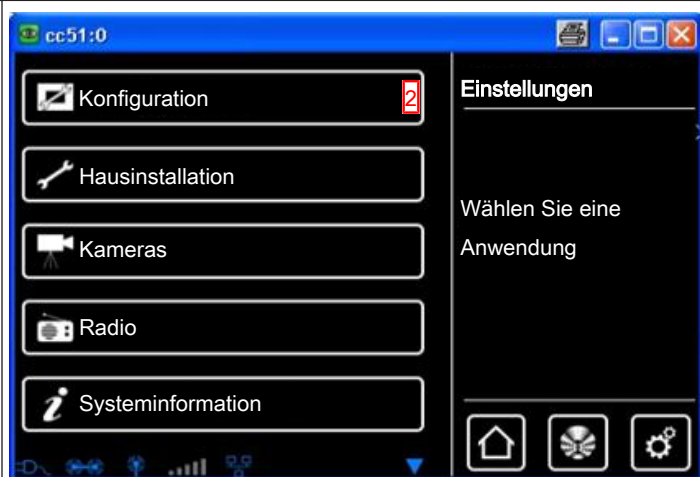 cc51:0
Konfiguration 2
Hausinstallation
Kameras
Radio
Systeminformation
Einstellungen
Wählen Sie eine
Anwendung